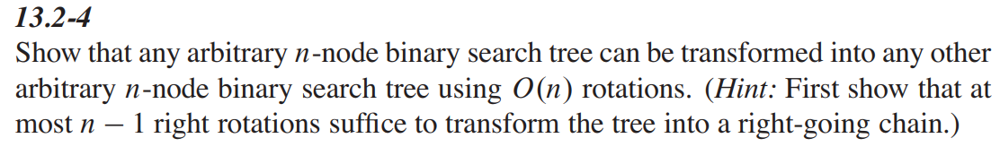 13.2-4
Show that any arbitrary n-node binary search tree can be transformed into any other
arbitrary n-node binary search tree using O(n) rotations. (Hint: First show that at
most n − 1 right rotations suffice to transform the tree into a right-going chain.)